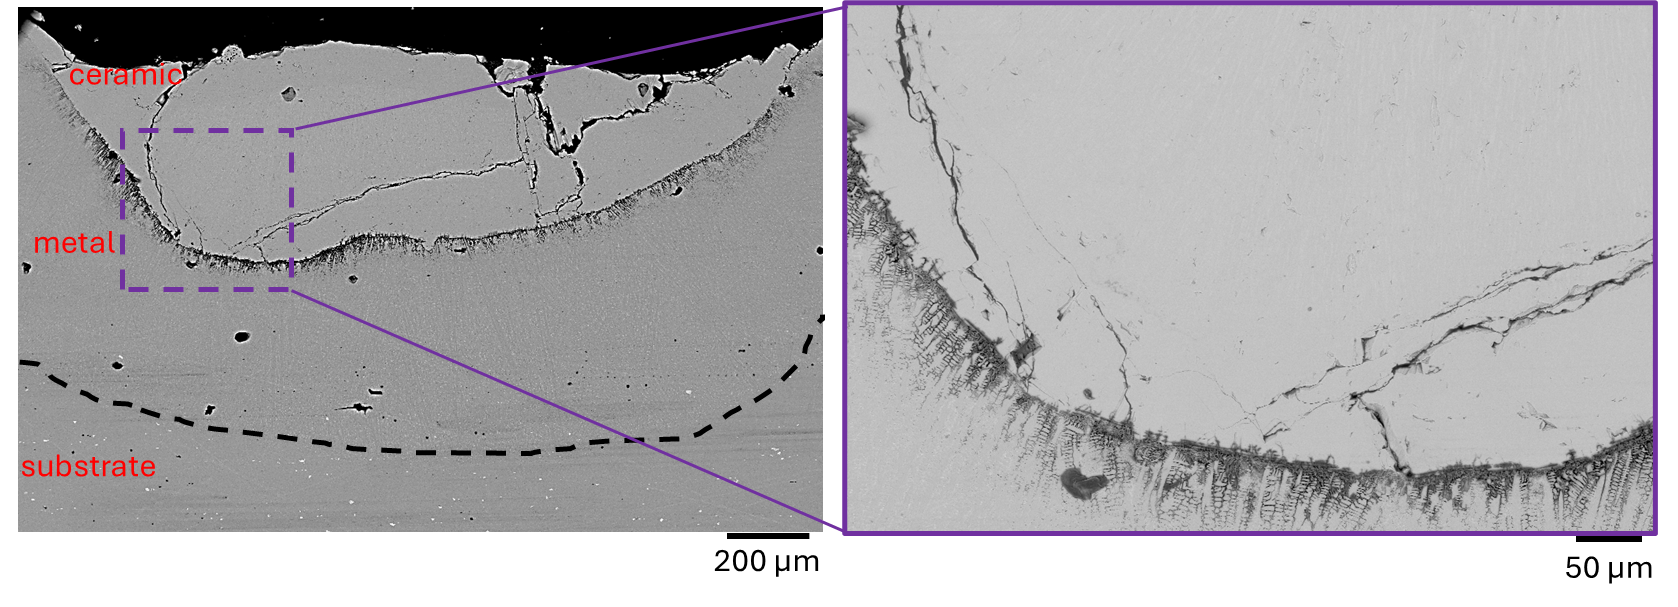 ceramic
metal
substrate
200 µm
50 µm